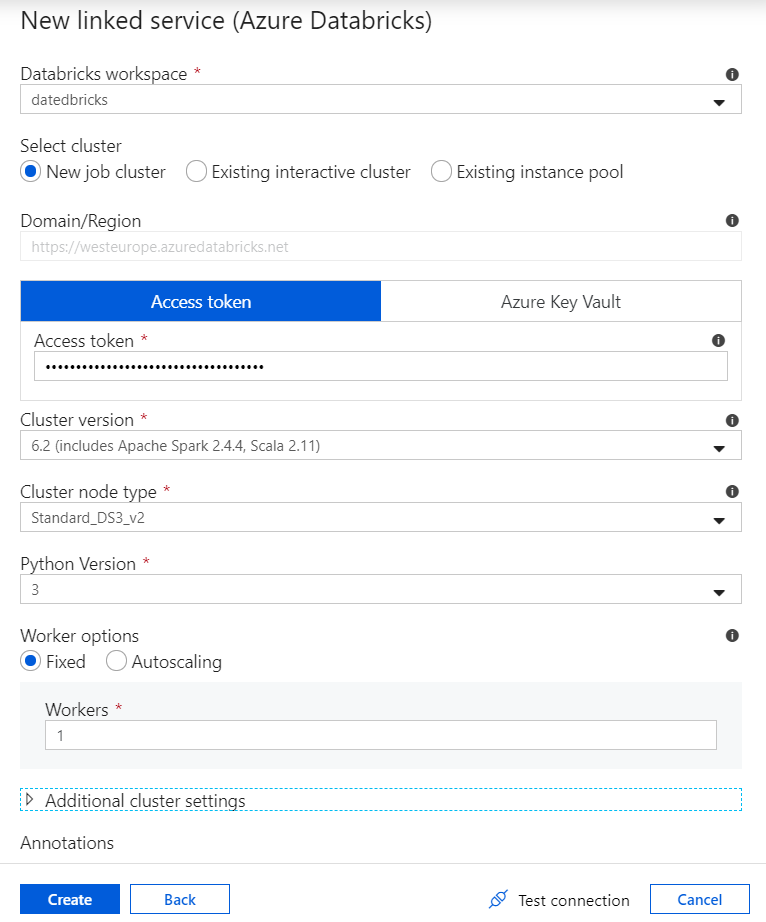 New linked service (Azure Databricks)
Databricks workspace *
datedbricks
Select cluster
New job cluster Existing interactive cluster Existing instance pool
Domain/Region
https://westeurope.azuredatabricks.net
Access token Azure Key Vault
Access token *
••••••••••••••••••••••••••••••••••••
Cluster version *
6.2 (includes Apache Spark 2.4.4, Scala 2.11)
Cluster node type *
Standard_DS3_v2
Python Version *
3
Worker options
Fixed Autoscaling
Workers *
1
Additional cluster settings
Annotations
Create Back Test connection Cancel